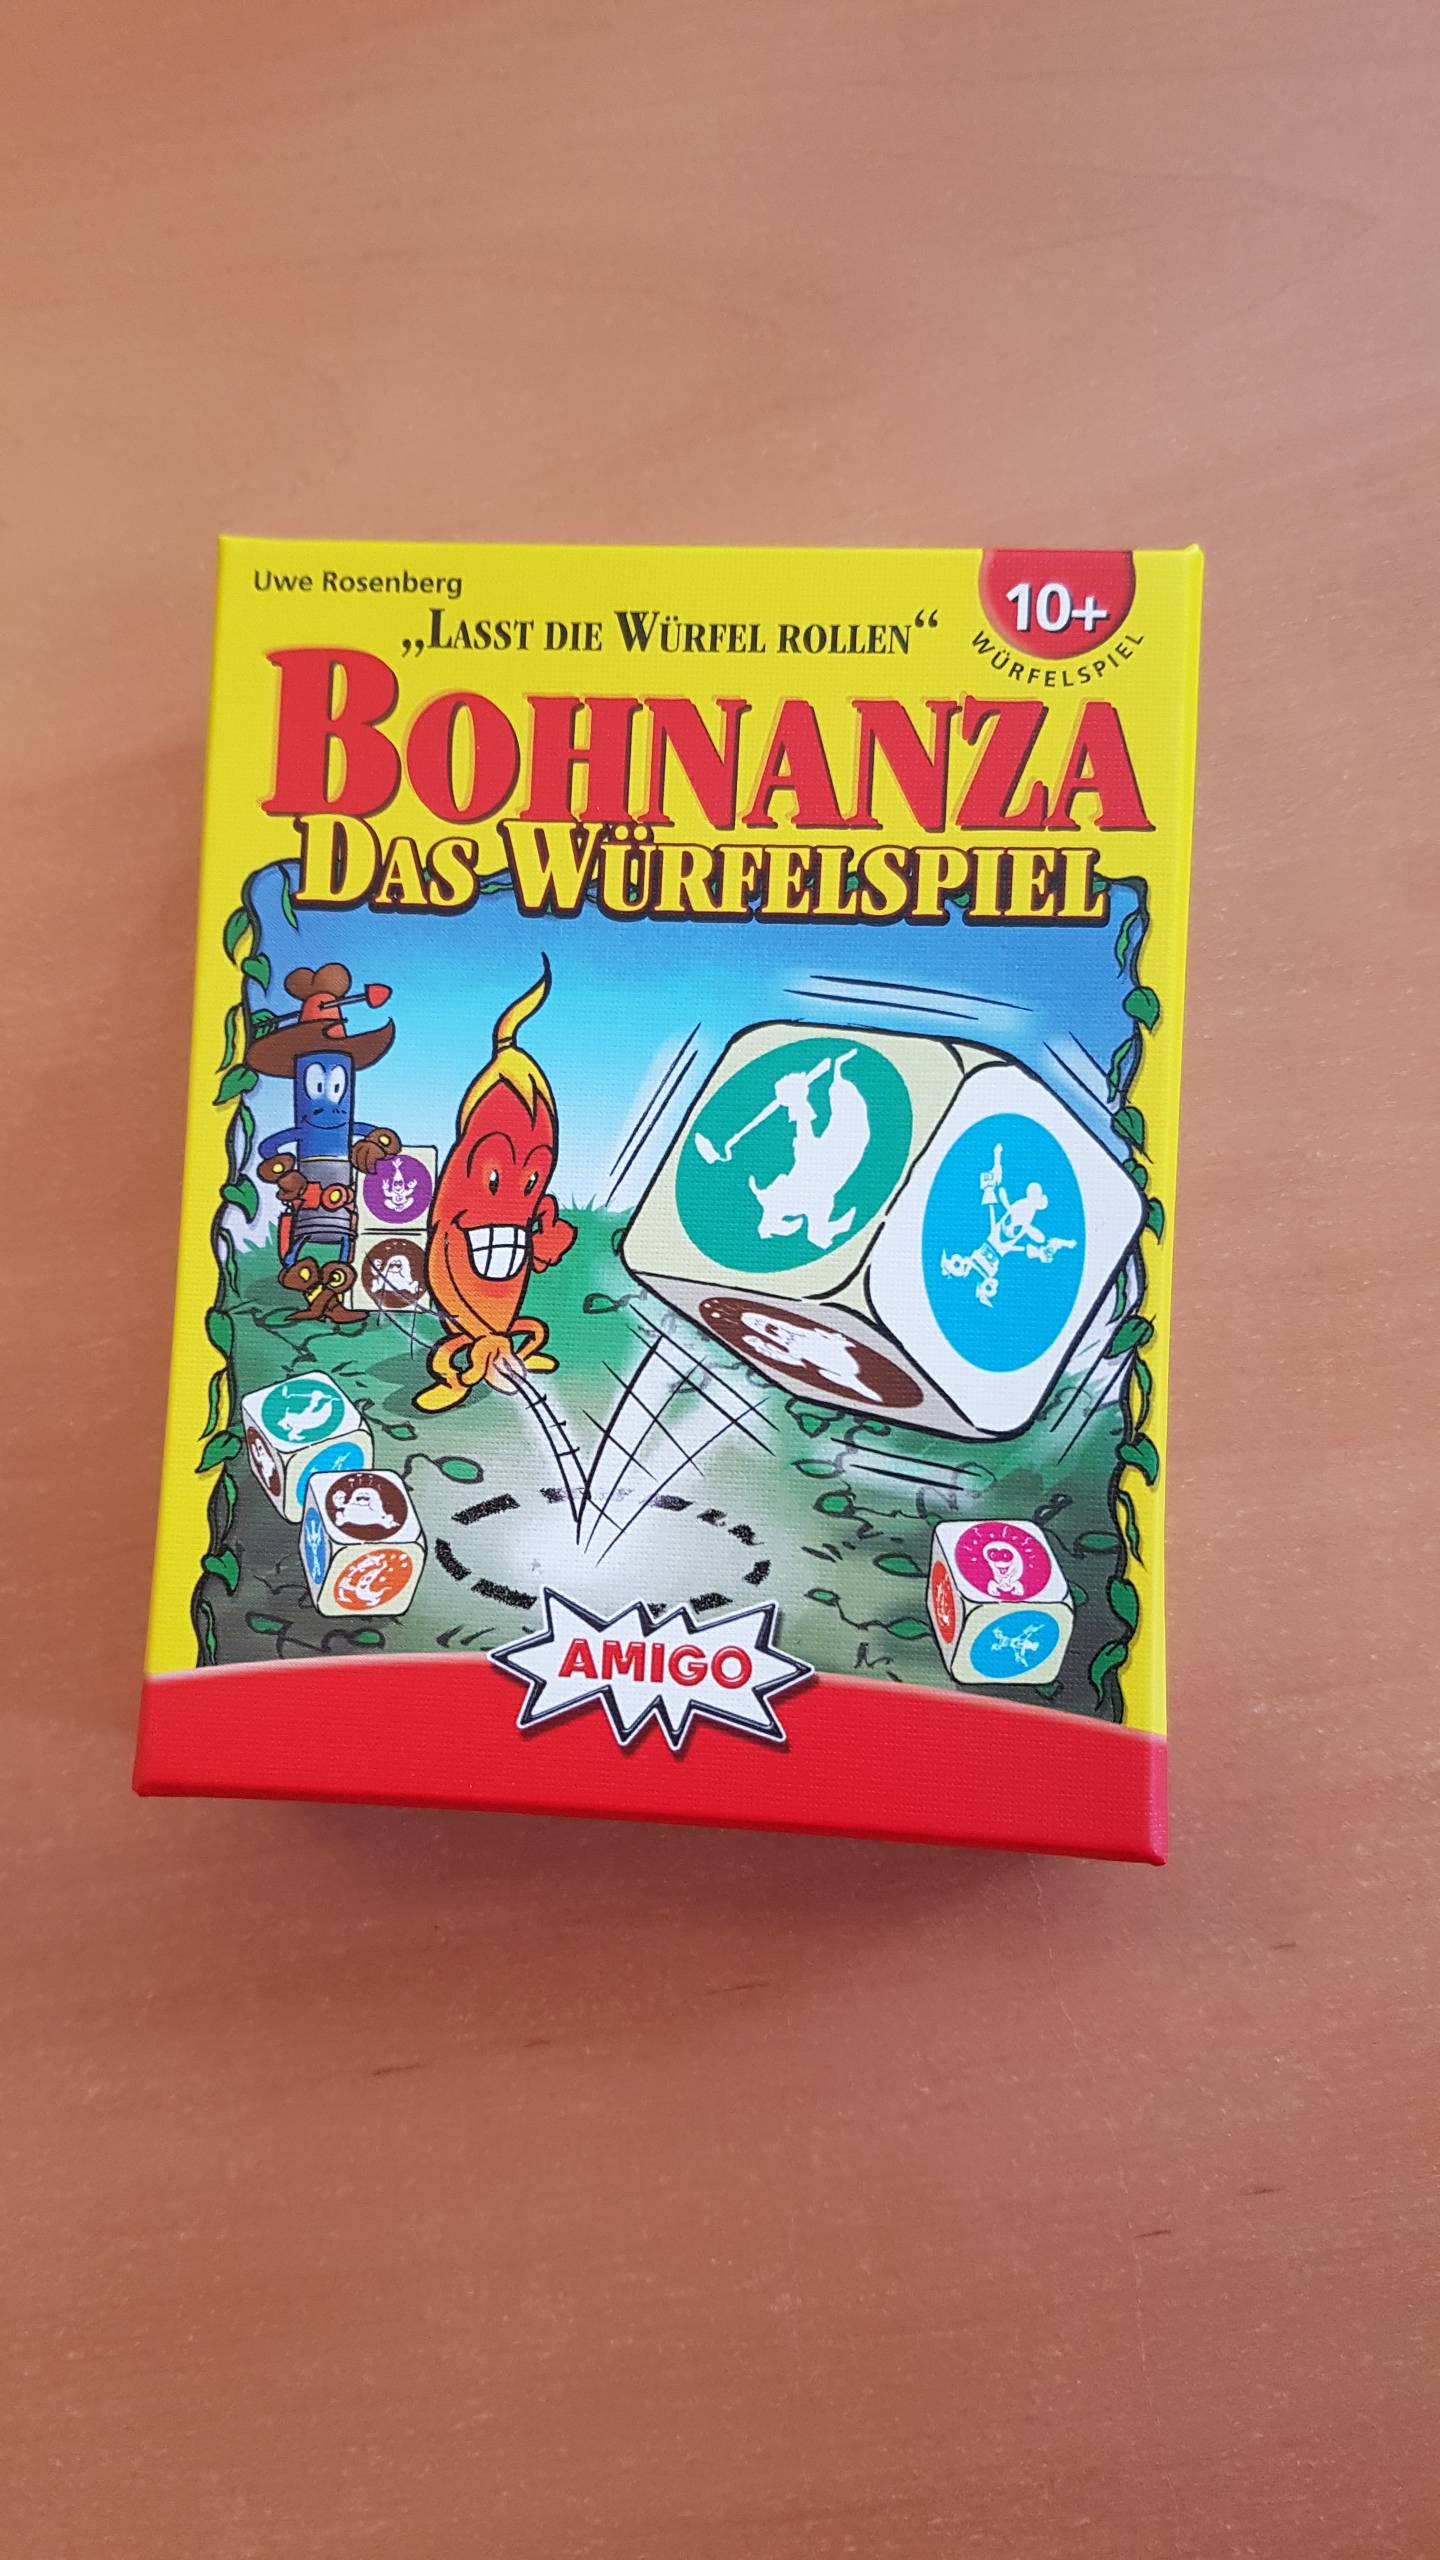 Uwe Rosenberg
„Lasst die Würfel rollen“
10+
WÜRFELSPIEL
BOHNANZA
DAS WÜRFELSPIEL
AMIGO